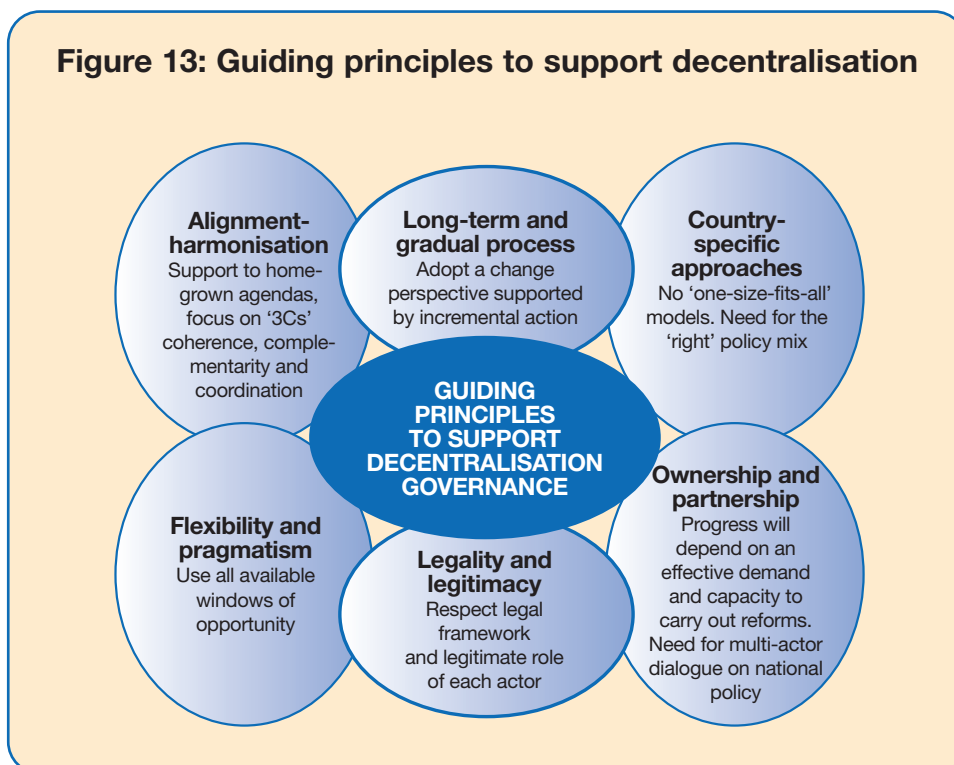 Figure 13: Guiding principles to support decentralisation
Alignment-
harmonisation
Support to home-
grown agendas,
focus on ‘3Cs’
coherence, comple-
mentarity and
coordination
Long-term and
gradual process
Adopt a change
perspective supported
by incremental action
Country-
specific
approaches
No ‘one-size-fits-all’
models. Need for the
‘right’ policy mix
GUIDING
PRINCIPLES
TO SUPPORT
DECENTRALISATION
GOVERNANCE
Flexibility and
pragmatism
Use all available
windows of
opportunity
Legality and
legitimacy
Respect legal
framework
and legitimate role
of each actor
Ownership and
partnership
Progress will
depend on an
effective demand
and capacity to
carry out reforms.
Need for multi-actor
dialogue on national
policy